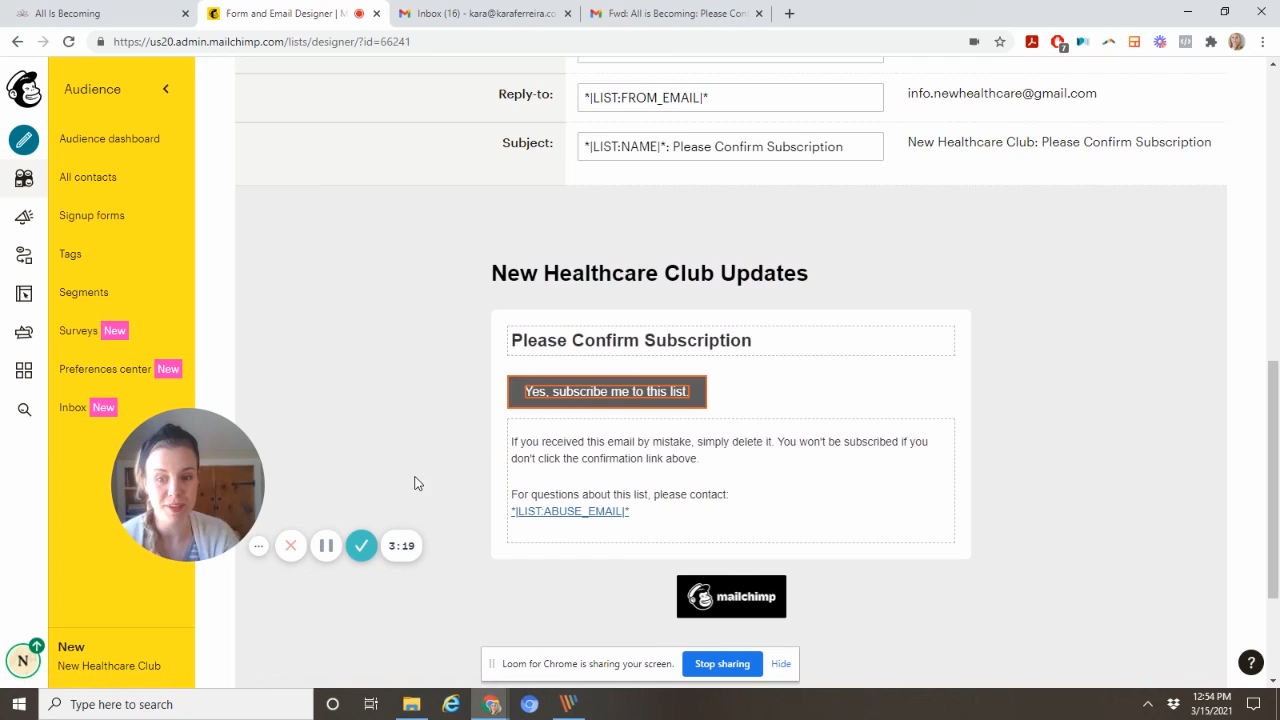 All Is Becoming
Form and Email Designer | M
Inbox (16) - kara@karaferreira.co
Fwd: All is Becoming: Please Con
https://us20.admin.mailchimp.com/lists/designer/?id=66241
7
Audience
Audience dashboard
All contacts
Signup forms
Tags
Segments
Surveys New
Preferences center New
Inbox New
New
New Healthcare Club
N
Reply-to:
*|LIST:FROM_EMAIL|*
info.newhealthcare@gmail.com
Subject:
*|LIST:NAME|*: Please Confirm Subscription
New Healthcare Club: Please Confirm Subscription
New Healthcare Club Updates
Please Confirm Subscription
Yes, subscribe me to this list.
If you received this email by mistake, simply delete it. You won't be subscribed if you
don't click the confirmation link above.
For questions about this list, please contact:
*|LIST:ABUSE_EMAIL|*
mailchimp
3:19
Loom for Chrome is sharing your screen.
Stop sharing
Hide
?
Type here to search
12:54 PM
3/15/2021